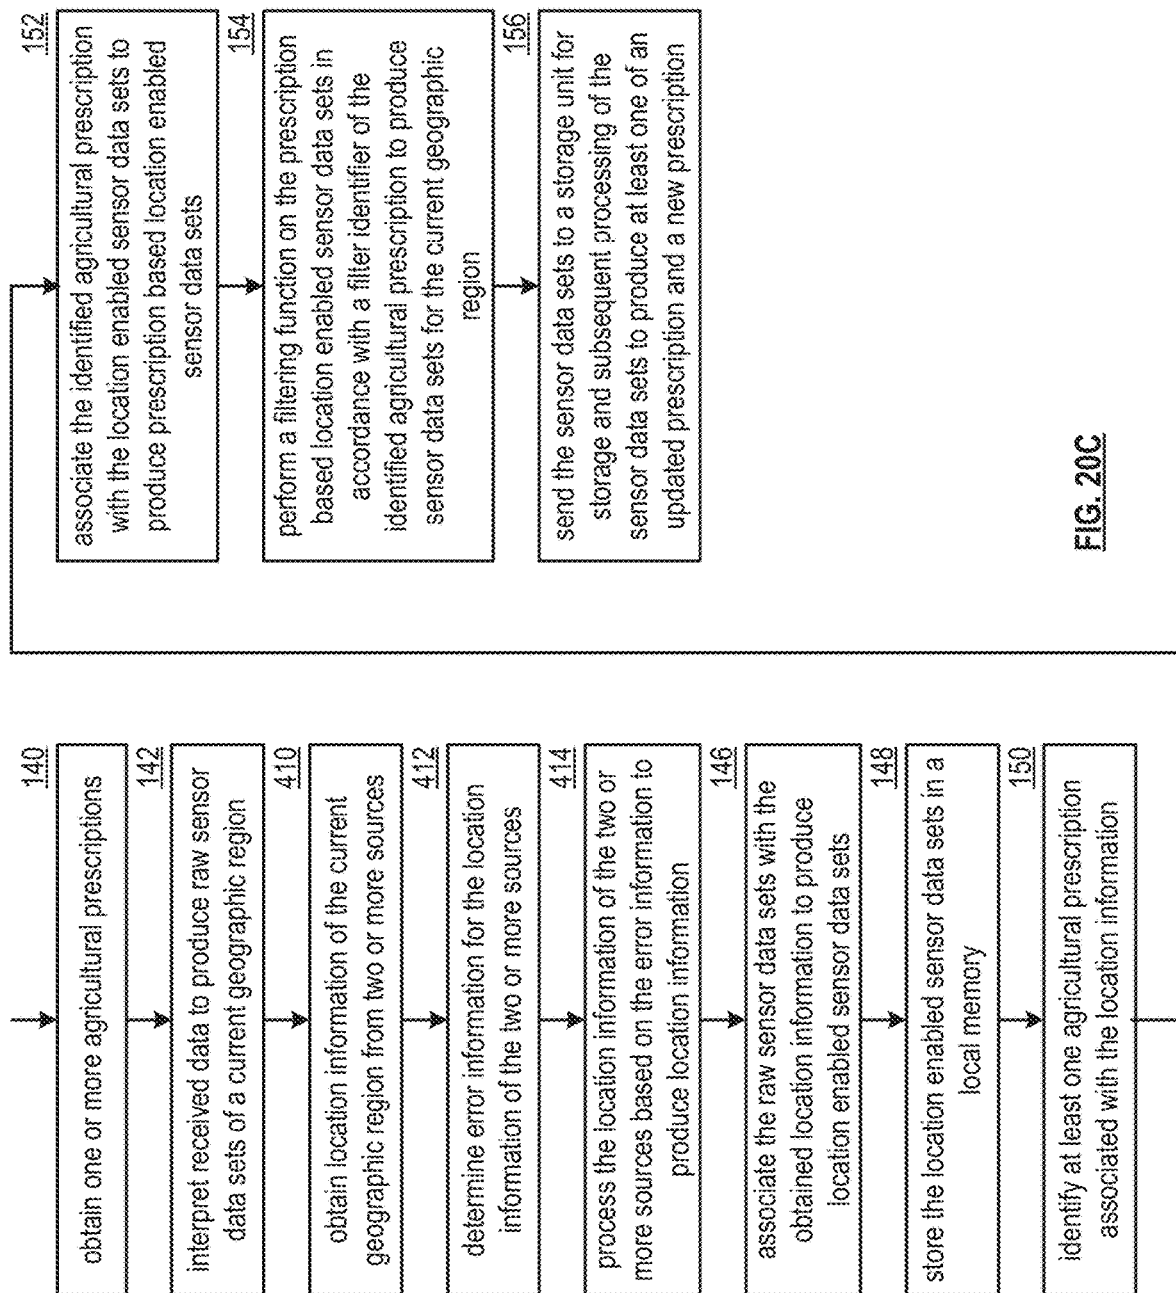 140
obtain one or more agricultural prescriptions
142
interpret received data to produce raw sensor
data sets of a current geographic region
410
obtain location information of the current
geographic region from two or more sources
412
determine error information for the location
information of the two or more sources
414
process the location information of the two or
more sources based on the error information to
produce location information
146
associate the raw sensor data sets with the
obtained location information to produce
location enabled sensor data sets
148
store the location enabled sensor data sets in a
local memory
150
identify at least one agricultural prescription
associated with the location information
152
associate the identified agricultural prescription
with the location enabled sensor data sets to
produce prescription based location enabled
sensor data sets
154
perform a filtering function on the prescription
based location enabled sensor data sets in
accordance with a filter identifier of the
identified agricultural prescription to produce
sensor data sets for the current geographic
region
156
send the sensor data sets to a storage unit for
storage and subsequent processing of the
sensor data sets to produce at least one of an
updated prescription and a new prescription
FIG. 20C